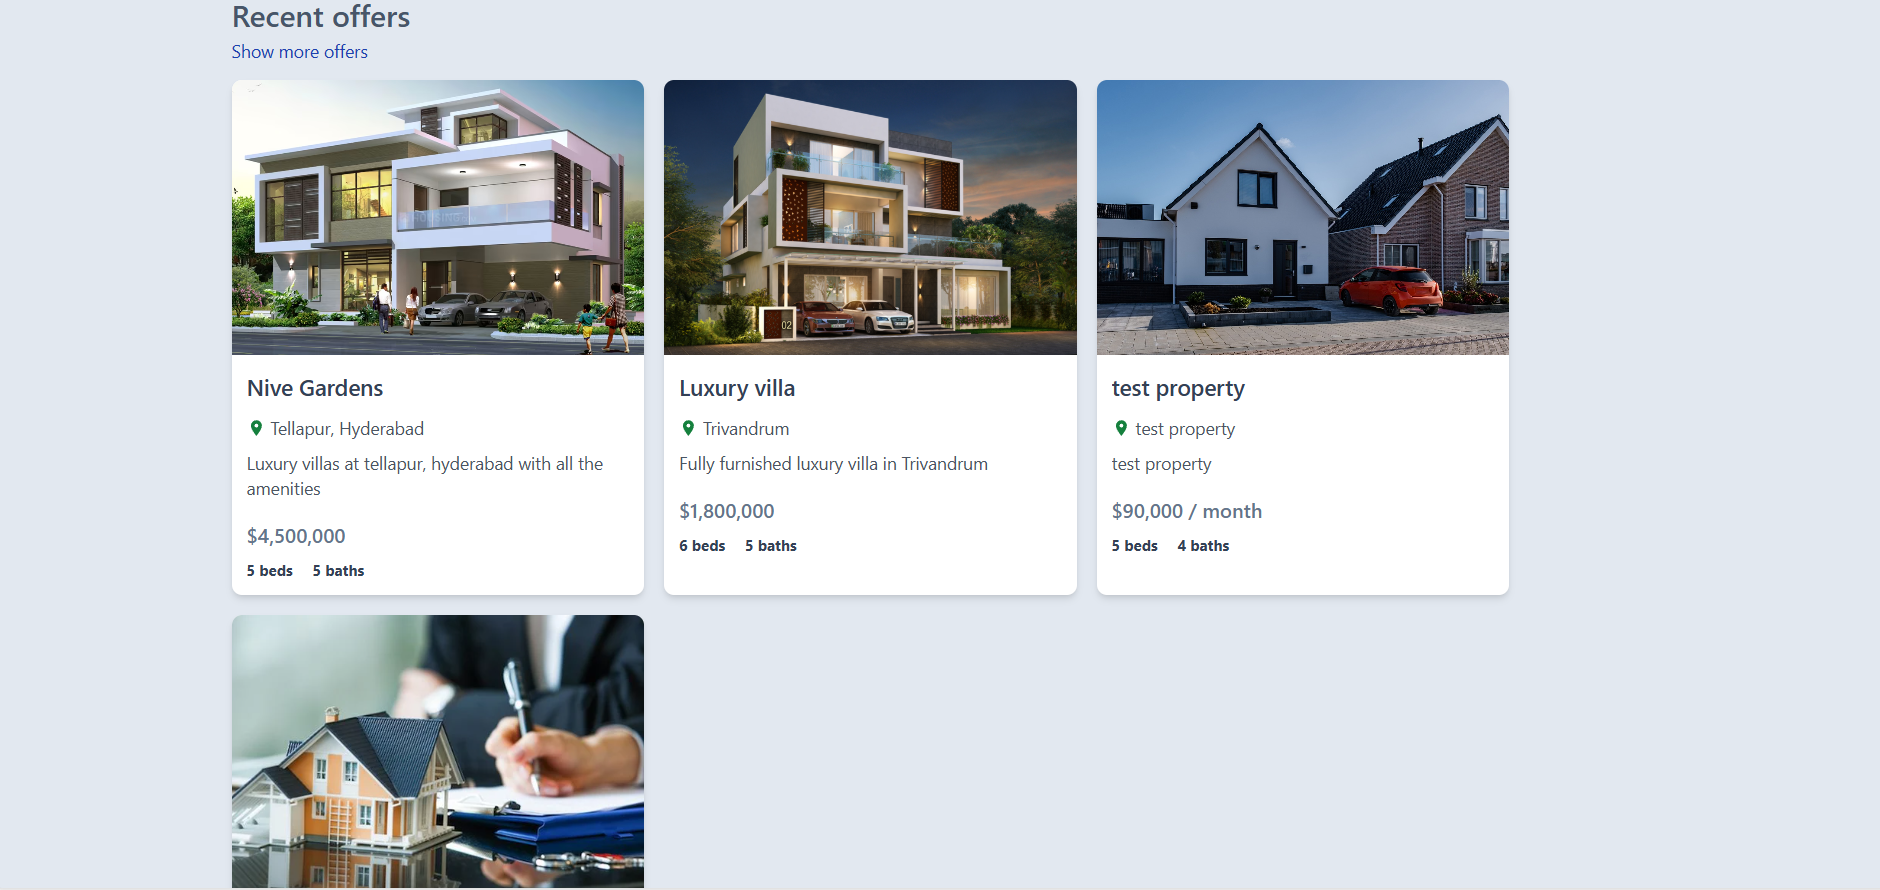 Recent offers
Show more offers
Nive Gardens
Tellapur, Hyderabad
Luxury villas at tellapur, hyderabad with all the
amenities
$4,500,000
5 beds 5 baths
02
Luxury villa
Trivandrum
Fully furnished luxury villa in Trivandrum
$1,800,000
6 beds 5 baths
test property
test property
test property
$90,000 / month
5 beds 4 baths